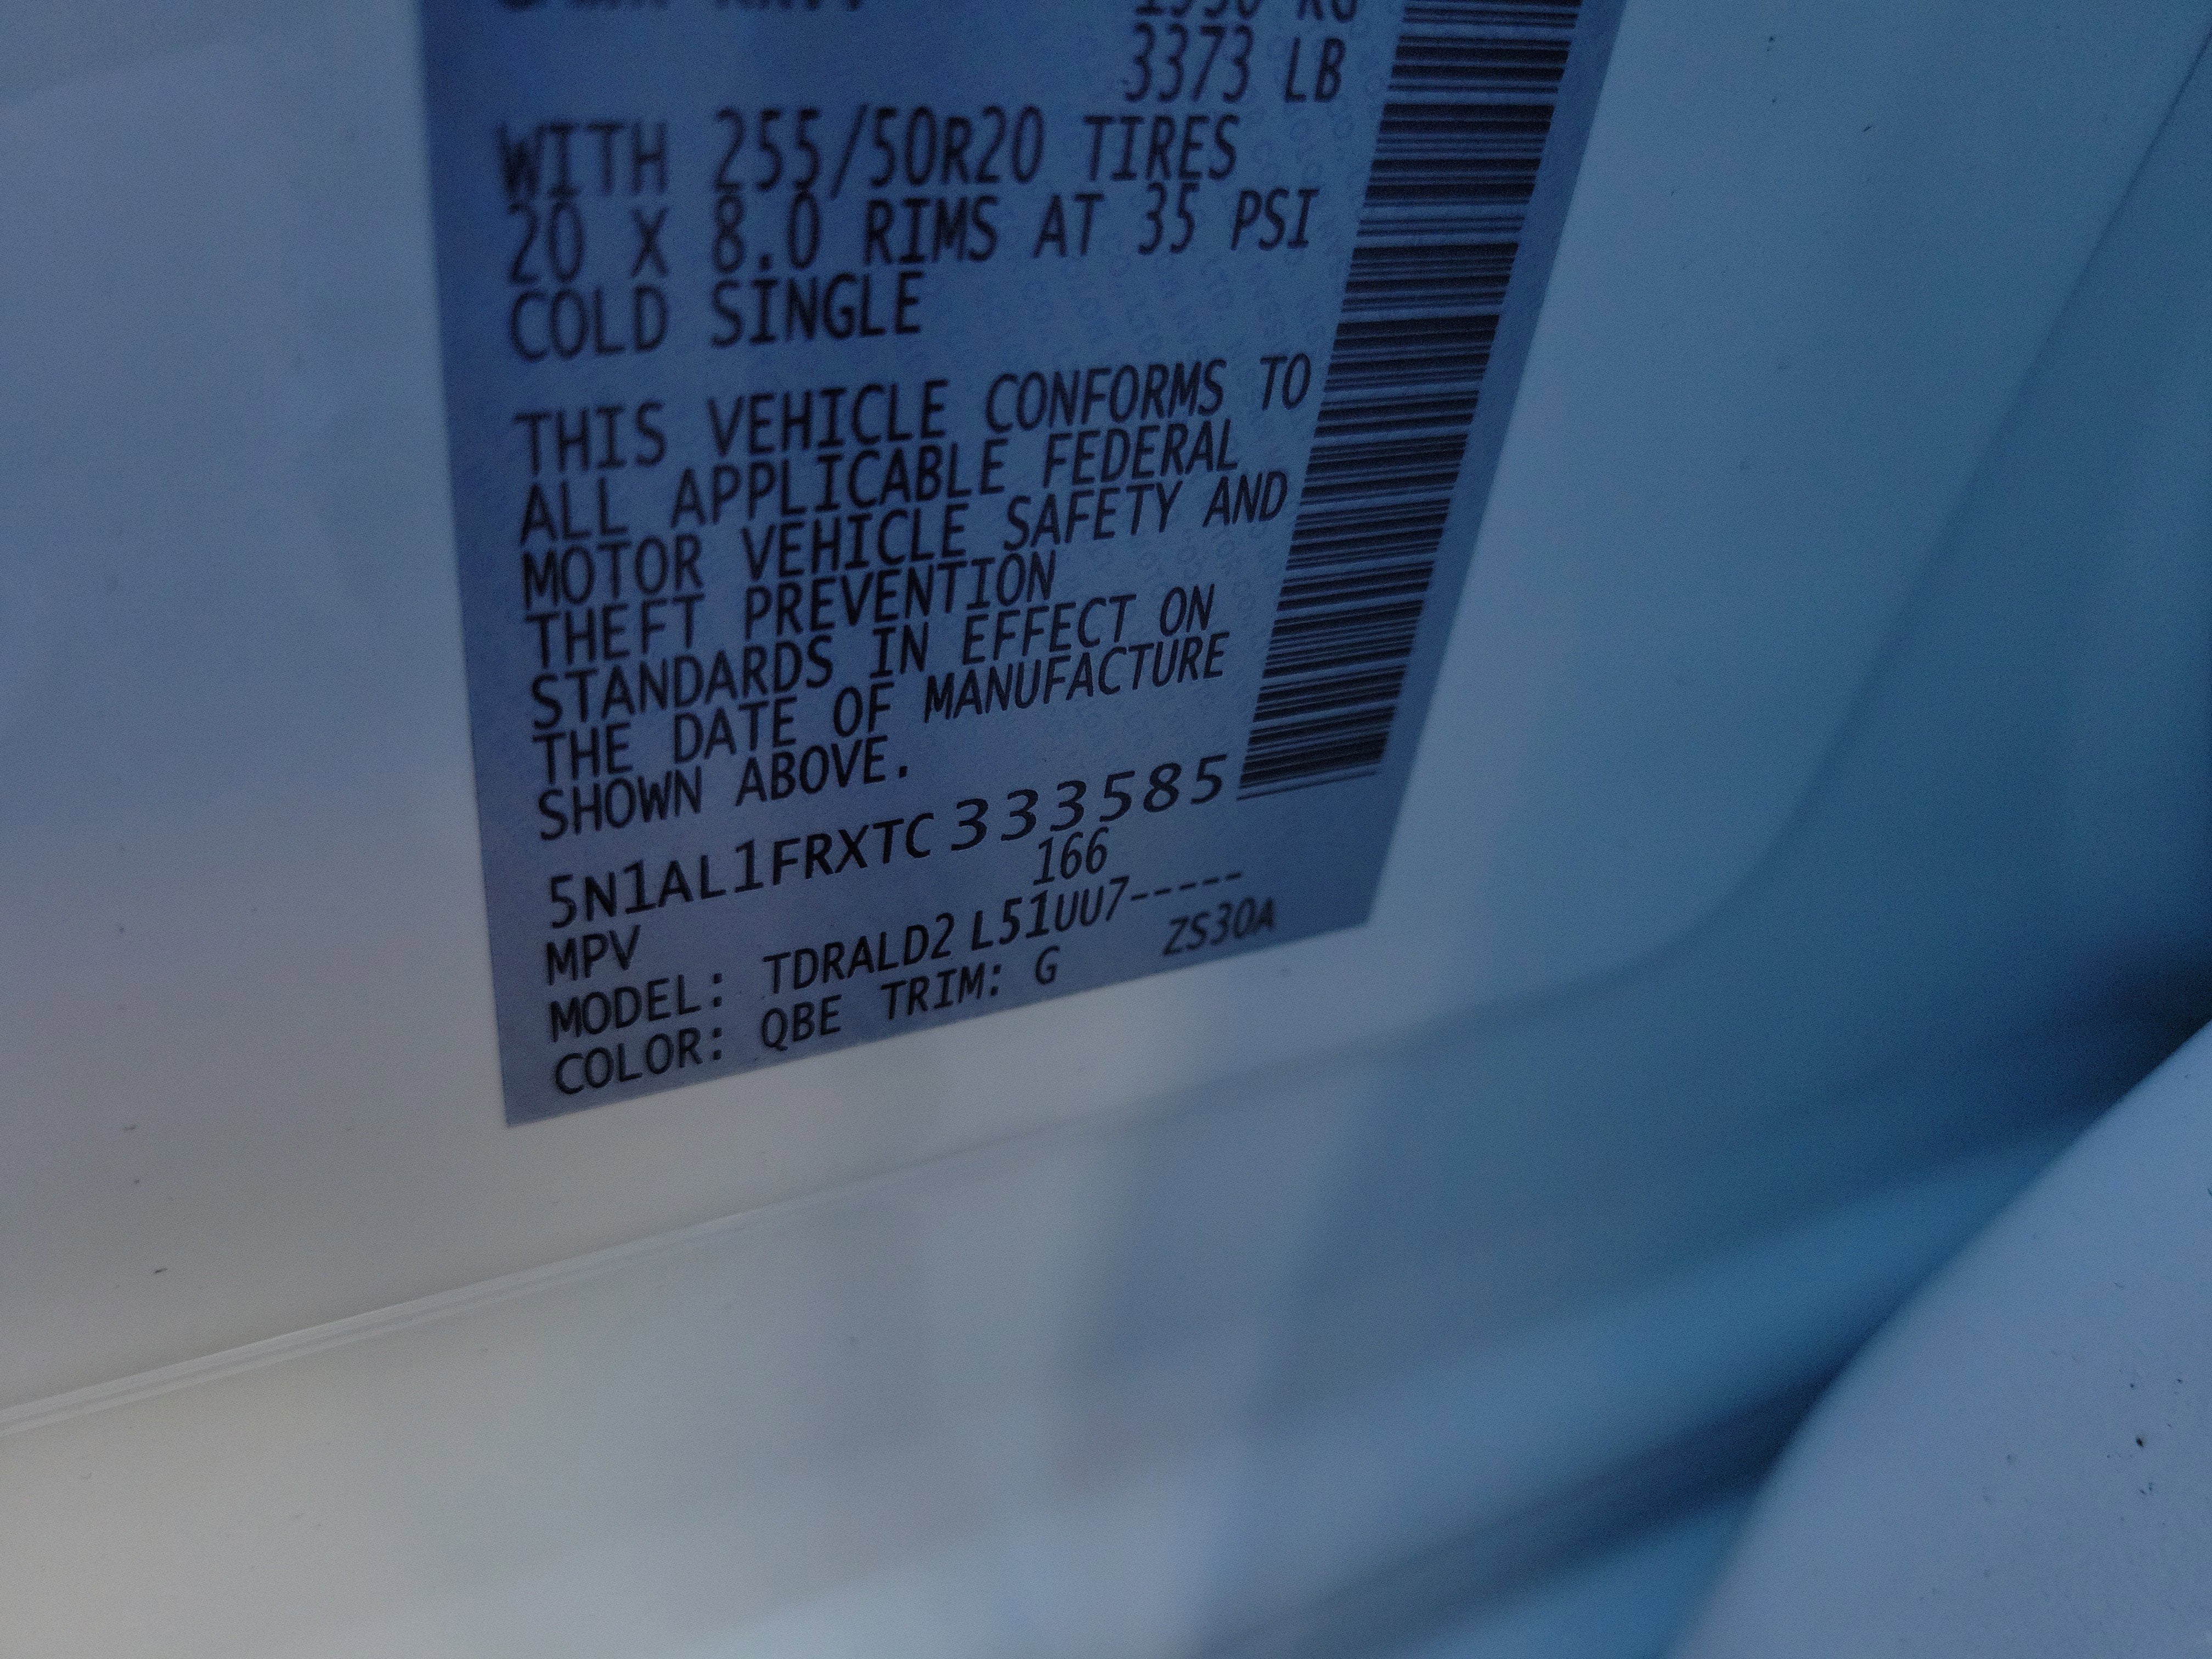 3373 LB
WITH 255/50R20 TIRES
20 X 8.0 RIMS AT 35 PSI
COLD SINGLE
THIS VEHICLE CONFORMS TO
ALL APPLICABLE FEDERAL
MOTOR VEHICLE SAFETY AND
THEFT PREVENTION
STANDARDS IN EFFECT ON
THE DATE OF MANUFACTURE
SHOWN ABOVE.
5N1AL1FRXTC333585
MPV 166
MODEL: TDRALD2 L51UU7-----
COLOR: QBE TRIM: G ZS30A